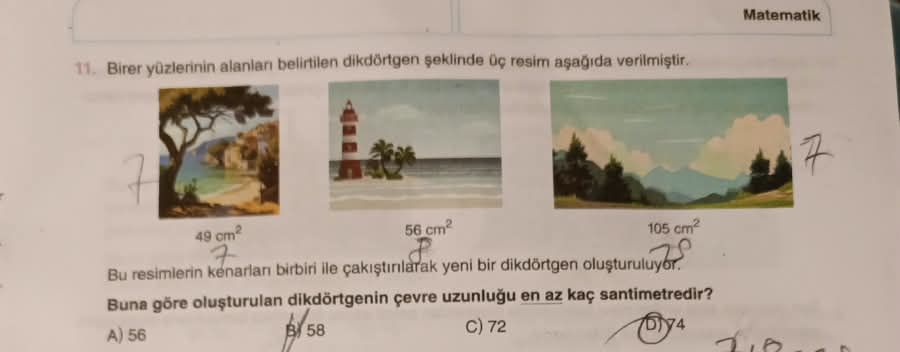 Matematik
11. Birer yüzlerinin alanları belirtilen dikdörtgen şeklinde üç resim aşağıda verilmiştir.
7
7
49 cm²
56 cm²
105 cm²
7
8
Bu resimlerin kenarları birbiri ile çakıştırılarak yeni bir dikdörtgen oluşturuluyor.
Buna göre oluşturulan dikdörtgenin çevre uzunluğu en az kaç santimetredir?
A) 56
B) 58
C) 72
D) 74